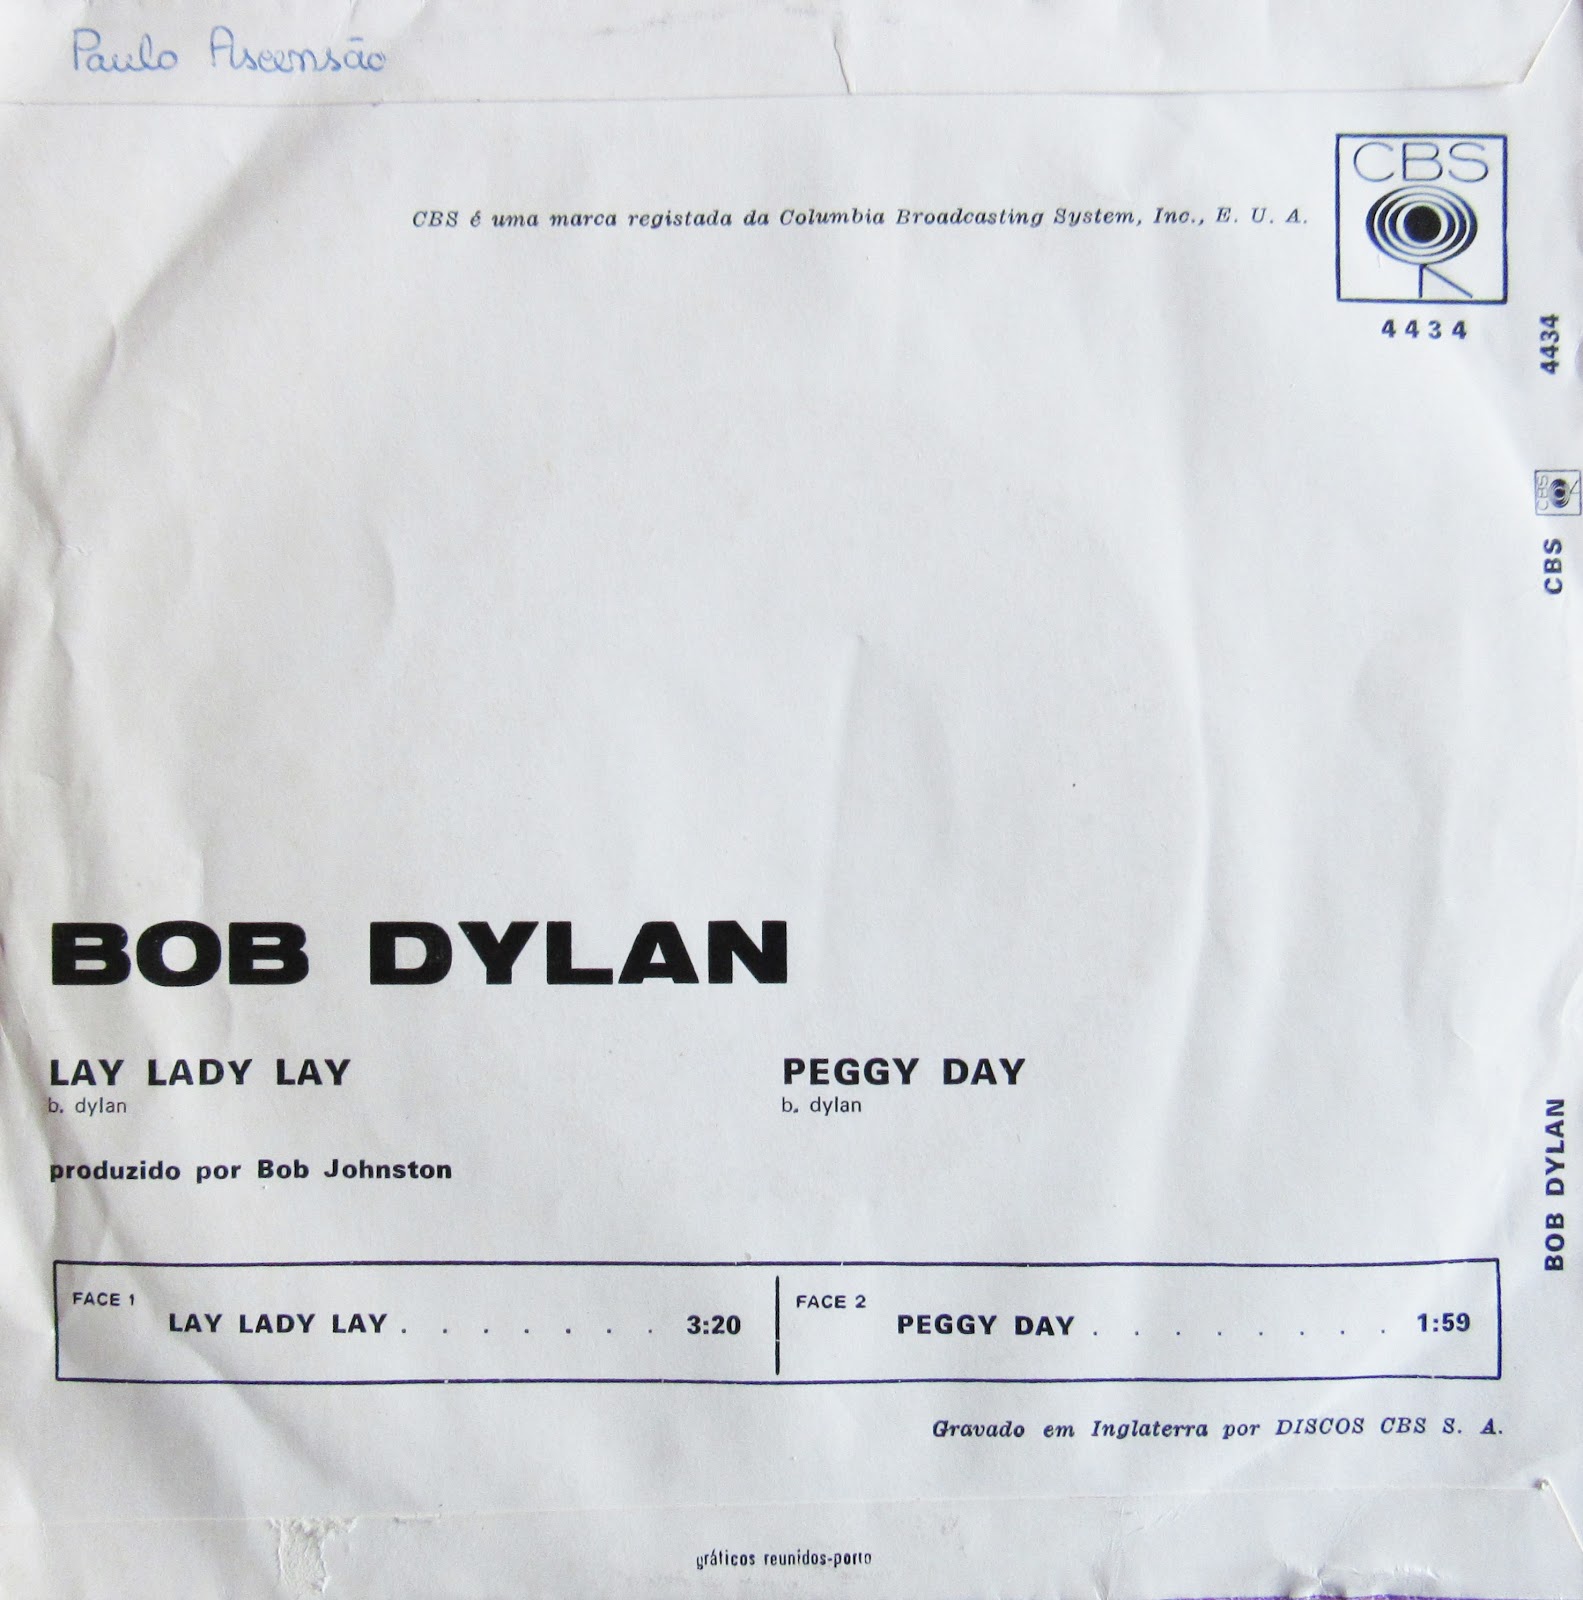 Paulo Ascensão
CBS
CBS é uma marca registada da Columbia Broadcasting System, Inc., E. U. A.
4434
4434
CBS
CBS
BOB DYLAN
BOB DYLAN
LAY LADY LAY
b. dylan
PEGGY DAY
b. dylan
produzido por Bob Johnston
FACE 1
LAY LADY LAY . . . . . . . 3:20
FACE 2
PEGGY DAY . . . . . . . . 1:59
Gravado em Inglaterra por DISCOS CBS S. A.
gráficos reunidos-porto